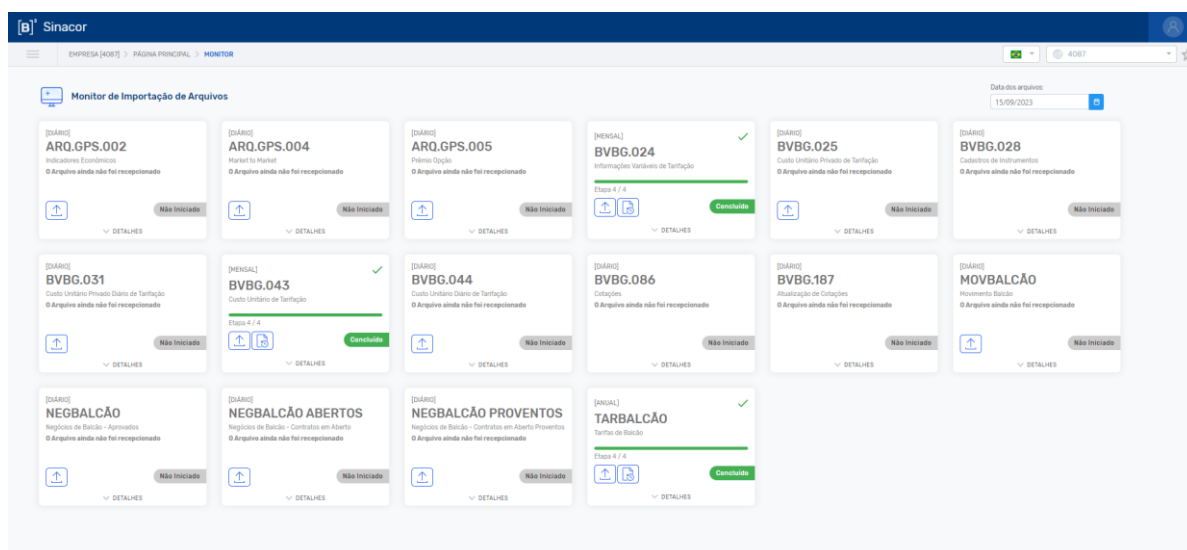 [B]³ Sinacor
EMPRESA [4087] > PÁGINA PRINCIPAL > MONITOR
4087
Monitor de Importação de Arquivos
Data dos arquivos:
15/09/2023
[DIÁRIO]
ARQ.GPS.002
Indicadores Econômicos
O Arquivo ainda não foi recepcionado
Não Iniciado
DETALHES
[DIÁRIO]
ARQ.GPS.004
Market to Market
O Arquivo ainda não foi recepcionado
Não Iniciado
DETALHES
[DIÁRIO]
ARQ.GPS.005
Prêmio Opção
O Arquivo ainda não foi recepcionado
Não Iniciado
DETALHES
[MENSAL]
BVBG.024
Informações Variáveis de Tarifação
Etapa 4 / 4
Concluído
DETALHES
[DIÁRIO]
BVBG.025
Custo Unitário Privado de Tarifação
O Arquivo ainda não foi recepcionado
Não Iniciado
DETALHES
[DIÁRIO]
BVBG.028
Cadastros de Instrumentos
O Arquivo ainda não foi recepcionado
Não Iniciado
DETALHES
[DIÁRIO]
BVBG.031
Custo Unitário Privado Diário de Tarifação
O Arquivo ainda não foi recepcionado
Não Iniciado
DETALHES
[MENSAL]
BVBG.043
Custo Unitário de Tarifação
Etapa 4 / 4
Concluído
DETALHES
[DIÁRIO]
BVBG.044
Custo Unitário Diário de Tarifação
O Arquivo ainda não foi recepcionado
Não Iniciado
DETALHES
[DIÁRIO]
BVBG.086
Cotações
O Arquivo ainda não foi recepcionado
Não Iniciado
DETALHES
[DIÁRIO]
BVBG.187
Atualização de Cotações
O Arquivo ainda não foi recepcionado
Não Iniciado
DETALHES
[DIÁRIO]
MOVBALCÃO
Movimento Balcão
O Arquivo ainda não foi recepcionado
Não Iniciado
DETALHES
[DIÁRIO]
NEGBALCÃO
Negócios de Balcão - Aprovados
O Arquivo ainda não foi recepcionado
Não Iniciado
DETALHES
[DIÁRIO]
NEGBALCÃO ABERTOS
Negócios de Balcão - Contratos em Aberto
O Arquivo ainda não foi recepcionado
Não Iniciado
DETALHES
[DIÁRIO]
NEGBALCÃO PROVENTOS
Negócios de Balcão - Contratos em Aberto Proventos
O Arquivo ainda não foi recepcionado
Não Iniciado
DETALHES
[ANUAL]
TARBALCÃO
Tarifas de Balcão
Etapa 4 / 4
Concluído
DETALHES